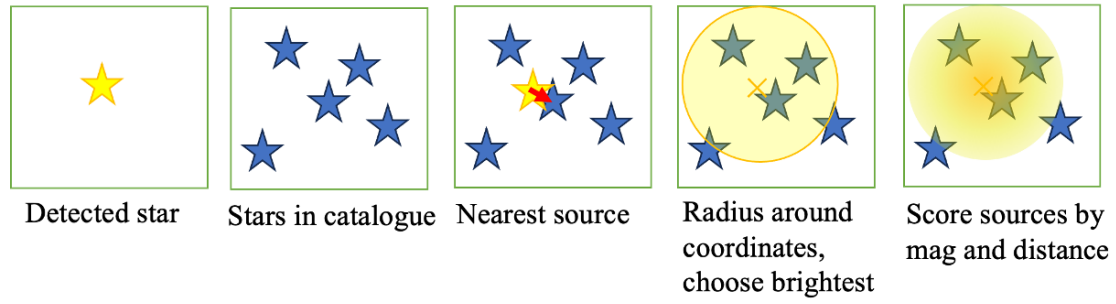 Detected star
Stars in catalogue
Nearest source
Radius around
coordinates,
choose brightest
Score sources by
mag and distance